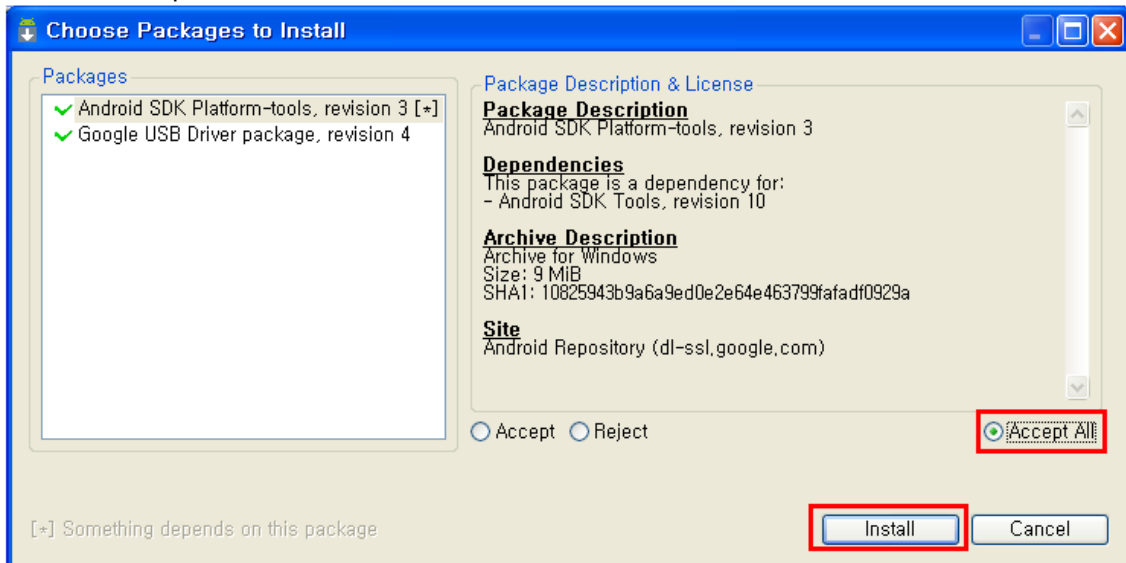 Choose Packages to Install
Packages
Android SDK Platform-tools, revision 3 [*]
Google USB Driver package, revision 4
Package Description & License
Package Description
Android SDK Platform-tools, revision 3
Dependencies
This package is a dependency for:
- Android SDK Tools, revision 10
Archive Description
Archive for Windows
Size: 9 MiB
SHA1: 10825943b9a6a9ed0e2e64e463799fafadf0929a
Site
Android Repository (dl-ssl.google.com)
Accept Reject Accept All
[*] Something depends on this package
Install Cancel